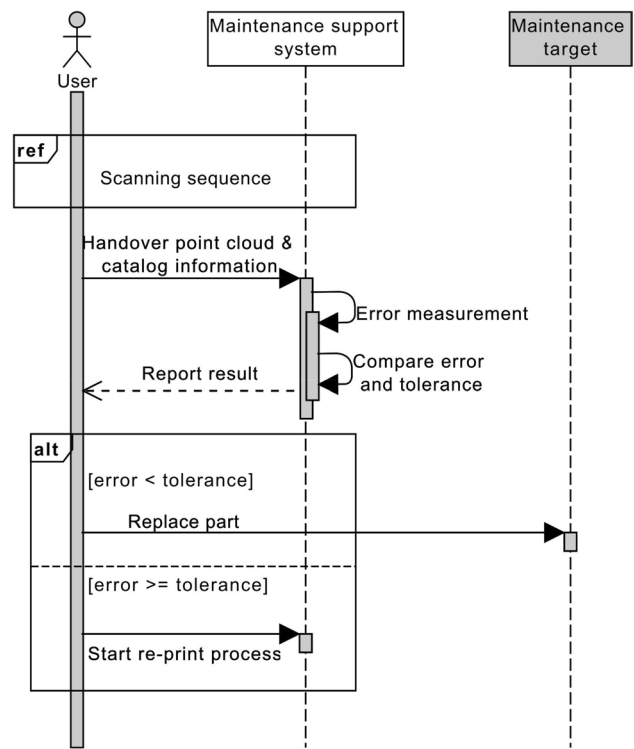 Maintenance support
system
Maintenance
target
User
ref
Scanning sequence
Handover point cloud &
catalog information
Error measurement
Compare error
and tolerance
Report result
alt
[error < tolerance]
Replace part
[error >= tolerance]
Start re-print process